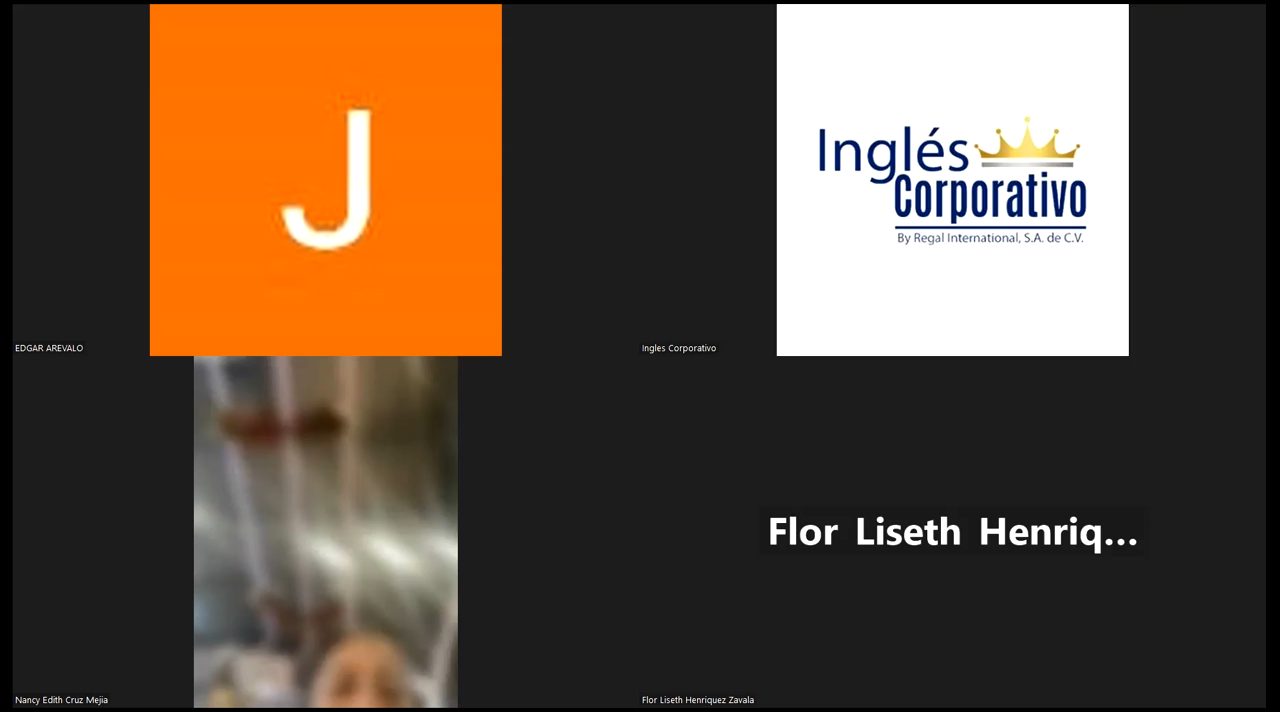 J
Inglés
Corporativo
By Regal International, S.A. de C.V.
EDGAR AREVALO
Ingles Corporativo
Flor Liseth Henriq...
Nancy Edith Cruz Mejia
Flor Liseth Henriquez Zavala